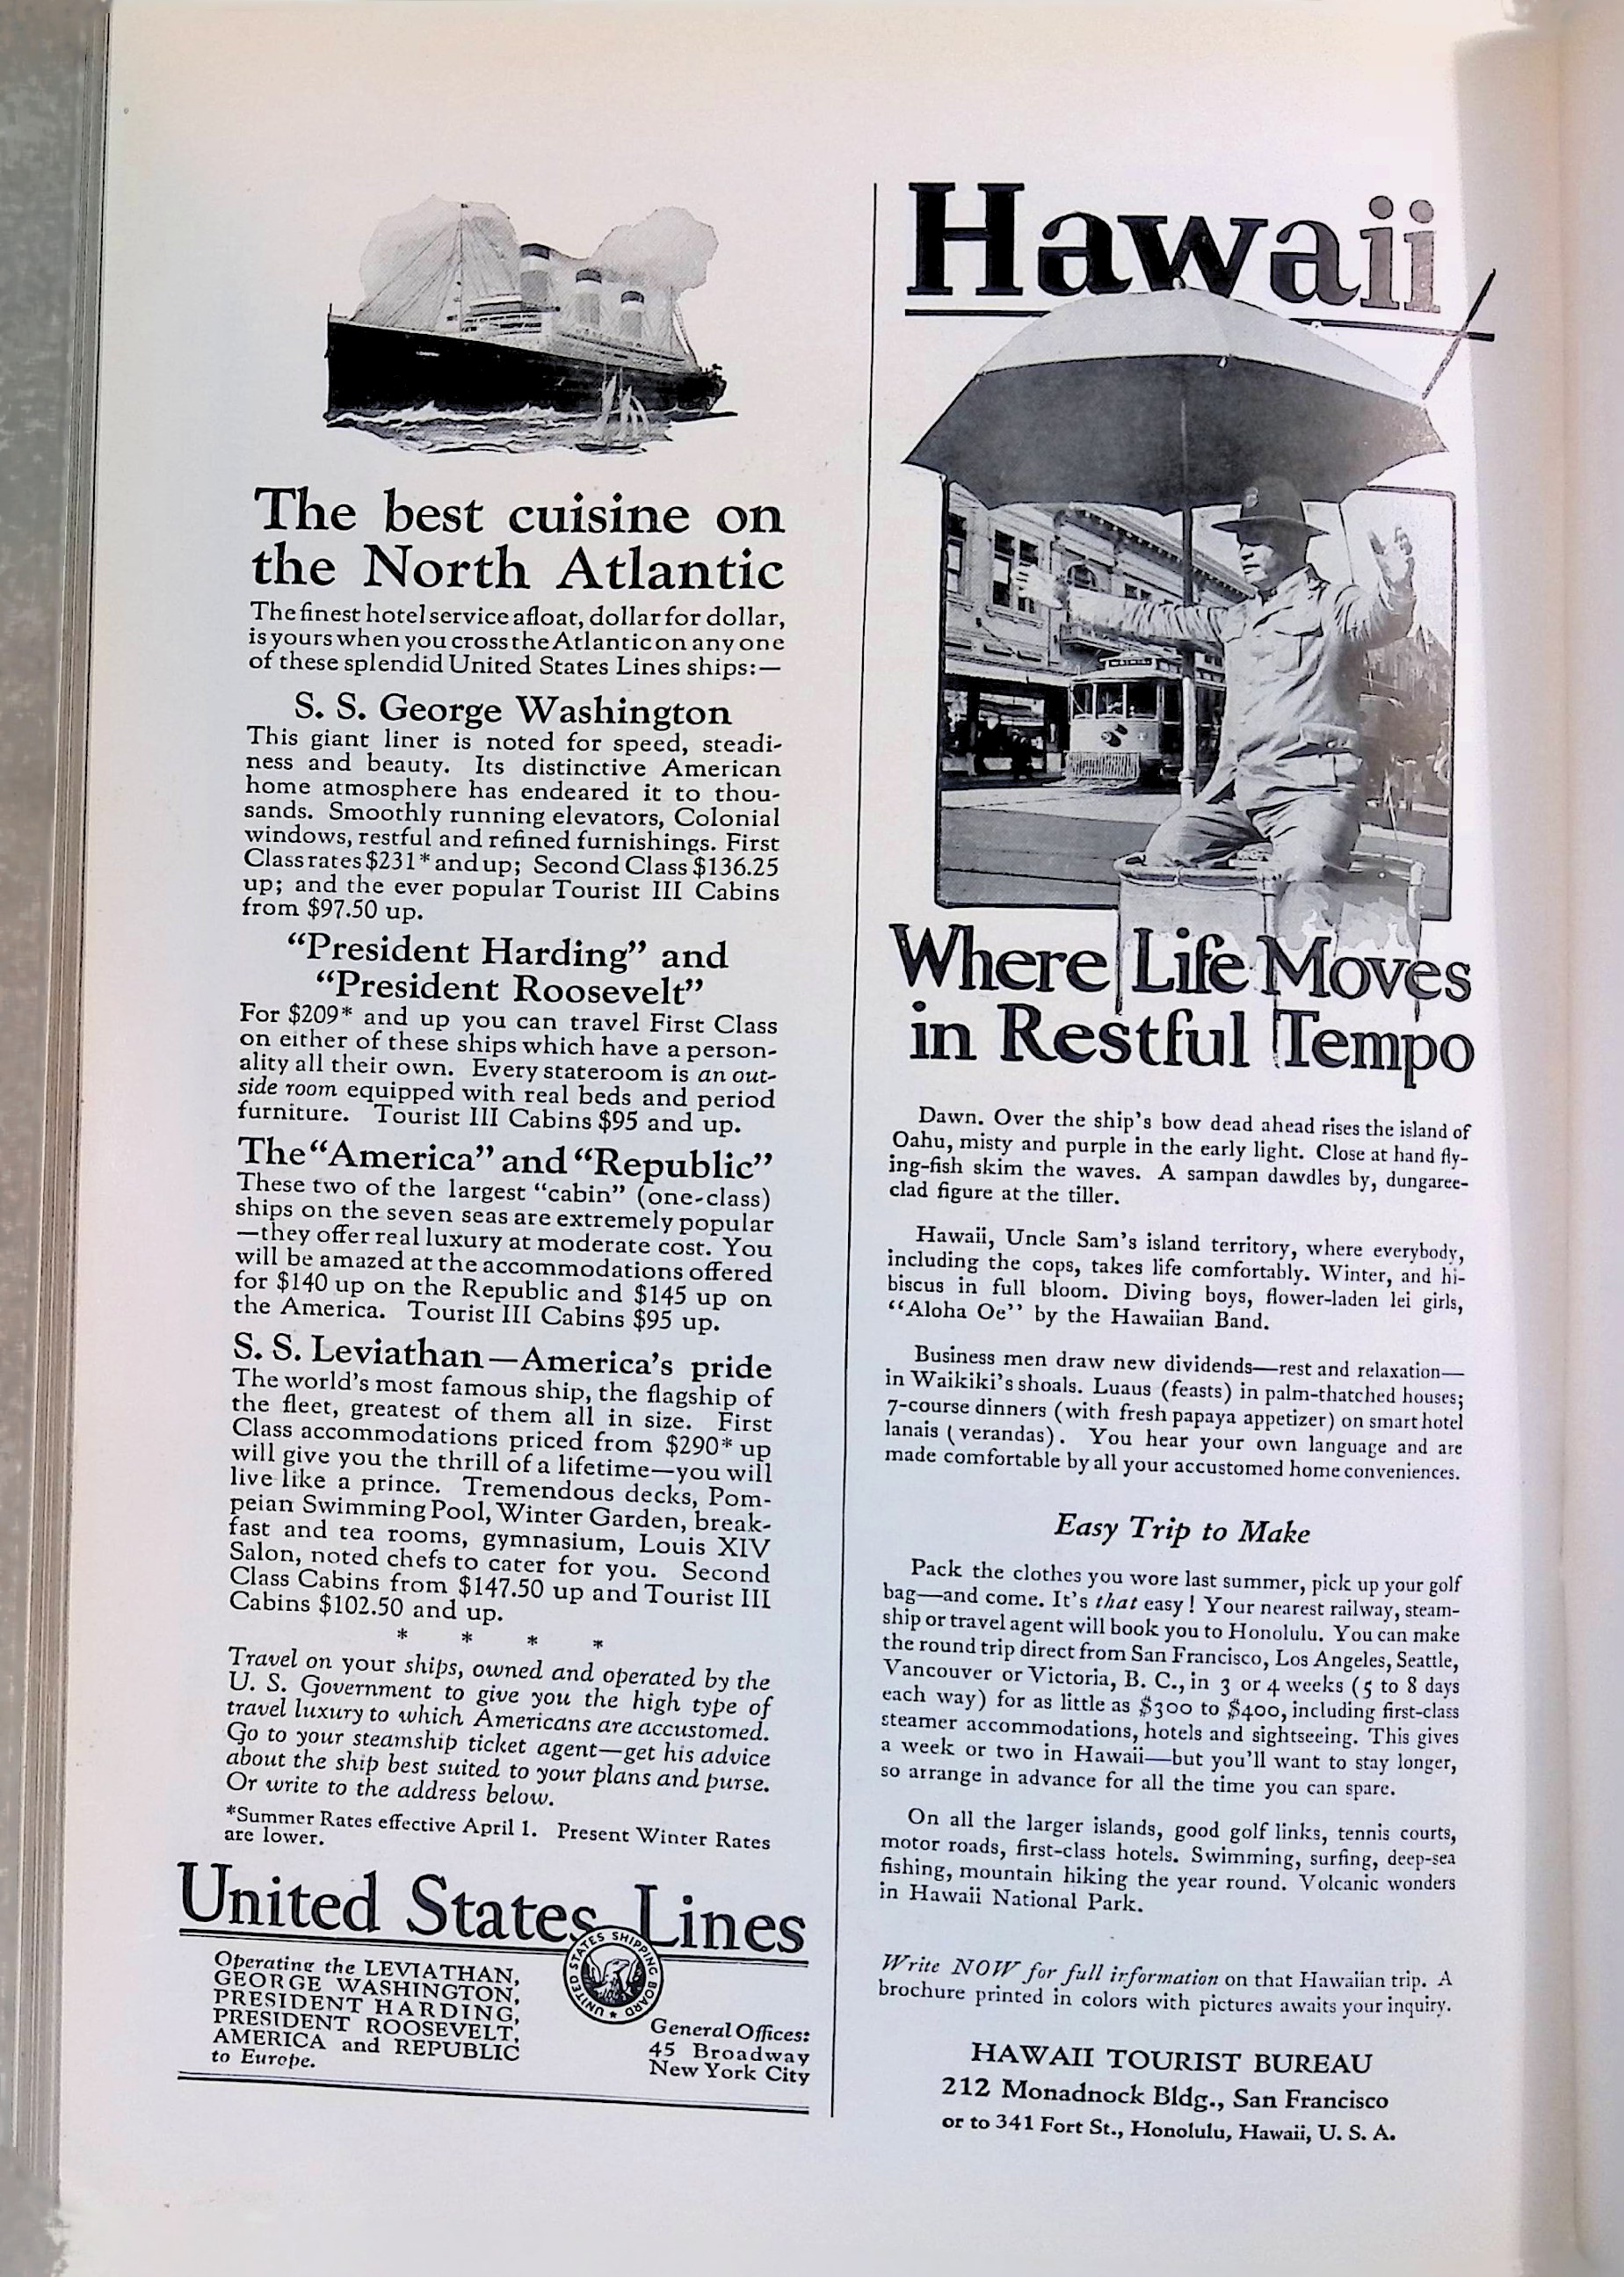 The best cuisine on
the North Atlantic
The finest hotel service afloat, dollar for dollar,
is yours when you cross the Atlantic on any one
of these splendid United States Lines ships:—
S. S. George Washington
This giant liner is noted for speed, steadi-
ness and beauty. Its distinctive American
home atmosphere has endeared it to thou-
sands. Smoothly running elevators, Colonial
windows, restful and refined furnishings. First
Class rates $231* and up; Second Class $136.25
up; and the ever popular Tourist III Cabins
from $97.50 up.
“President Harding” and
“President Roosevelt”
For $209* and up you can travel First Class
on either of these ships which have a person-
ality all their own. Every stateroom is an out-
side room equipped with real beds and period
furniture. Tourist III Cabins $95 and up.
The “America” and “Republic”
These two of the largest “cabin” (one-class)
ships on the seven seas are extremely popular
—they offer real luxury at moderate cost. You
will be amazed at the accommodations offered
for $140 up on the Republic and $145 up on
the America. Tourist III Cabins $95 up.
S. S. Leviathan—America’s pride
The world’s most famous ship, the flagship of
the fleet, greatest of them all in size. First
Class accommodations priced from $290* up
will give you the thrill of a lifetime—you will
live like a prince. Tremendous decks, Pom-
peian Swimming Pool, Winter Garden, break-
fast and tea rooms, gymnasium, Louis XIV
Salon, noted chefs to cater for you. Second
Class Cabins from $147.50 up and Tourist III
Cabins $102.50 and up.
* * * *
Travel on your ships, owned and operated by the
U. S. Government to give you the high type of
travel luxury to which Americans are accustomed.
Go to your steamship ticket agent—get his advice
about the ship best suited to your plans and purse.
Or write to the address below.
*Summer Rates effective April 1. Present Winter Rates
are lower.
United States Lines
UNITED STATES SHIPPING BOARD
Operating the LEVIATHAN,
GEORGE WASHINGTON,
PRESIDENT HARDING,
PRESIDENT ROOSEVELT,
AMERICA and REPUBLIC
to Europe.
General Offices:
45 Broadway
New York City
Hawaii
Where Life Moves
in Restful Tempo
Dawn. Over the ship’s bow dead ahead rises the island of
Oahu, misty and purple in the early light. Close at hand fly-
ing-fish skim the waves. A sampan dawdles by, dungaree-
clad figure at the tiller.
Hawaii, Uncle Sam’s island territory, where everybody,
including the cops, takes life comfortably. Winter, and hi-
biscus in full bloom. Diving boys, flower-laden lei girls,
“Aloha Oe” by the Hawaiian Band.
Business men draw new dividends—rest and relaxation—
in Waikiki’s shoals. Luaus (feasts) in palm-thatched houses;
7-course dinners (with fresh papaya appetizer) on smart hotel
lanais (verandas). You hear your own language and are
made comfortable by all your accustomed home conveniences.
Easy Trip to Make
Pack the clothes you wore last summer, pick up your golf
bag—and come. It’s that easy! Your nearest railway, steam-
ship or travel agent will book you to Honolulu. You can make
the round trip direct from San Francisco, Los Angeles, Seattle,
Vancouver or Victoria, B. C., in 3 or 4 weeks (5 to 8 days
each way) for as little as $300 to $400, including first-class
steamer accommodations, hotels and sightseeing. This gives
a week or two in Hawaii—but you’ll want to stay longer,
so arrange in advance for all the time you can spare.
On all the larger islands, good golf links, tennis courts,
motor roads, first-class hotels. Swimming, surfing, deep-sea
fishing, mountain hiking the year round. Volcanic wonders
in Hawaii National Park.
Write NOW for full information on that Hawaiian trip. A
brochure printed in colors with pictures awaits your inquiry.
HAWAII TOURIST BUREAU
212 Monadnock Bldg., San Francisco
or to 341 Fort St., Honolulu, Hawaii, U. S. A.